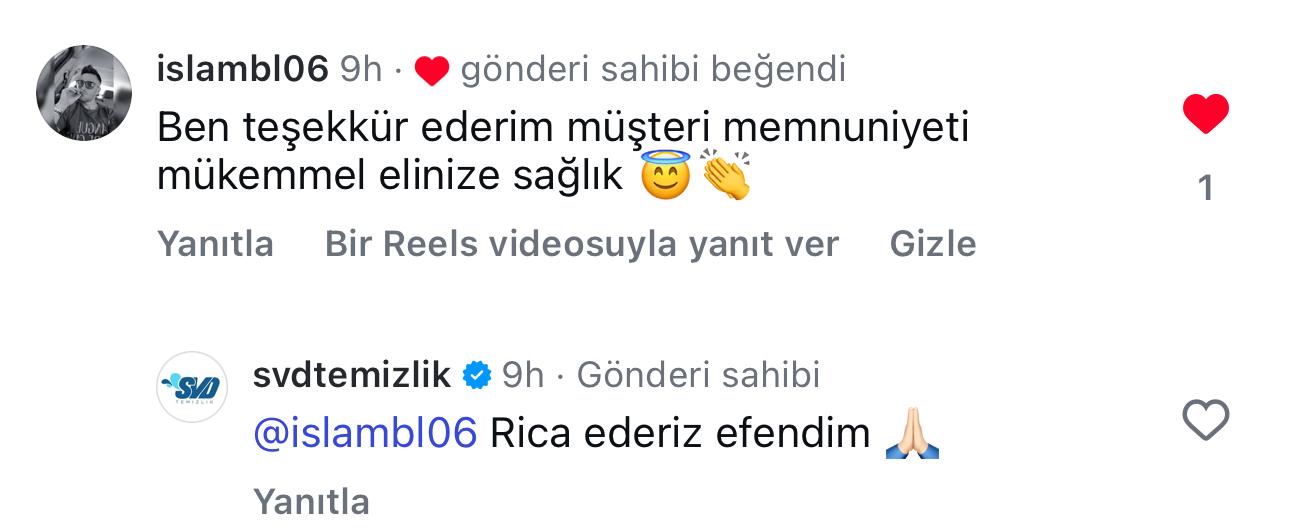 islambl06 9h · ❤️ gönderi sahibi beğendi
Ben teşekkür ederim müşteri memnuniyeti
mükemmel elinize sağlık 😇👏
1
Yanıtla Bir Reels videosuyla yanıt ver Gizle
SVD
TEMİZLİK
svdtemizlik 9h · Gönderi sahibi
@islambl06 Rica ederiz efendim 🙏🏻
Yanıtla